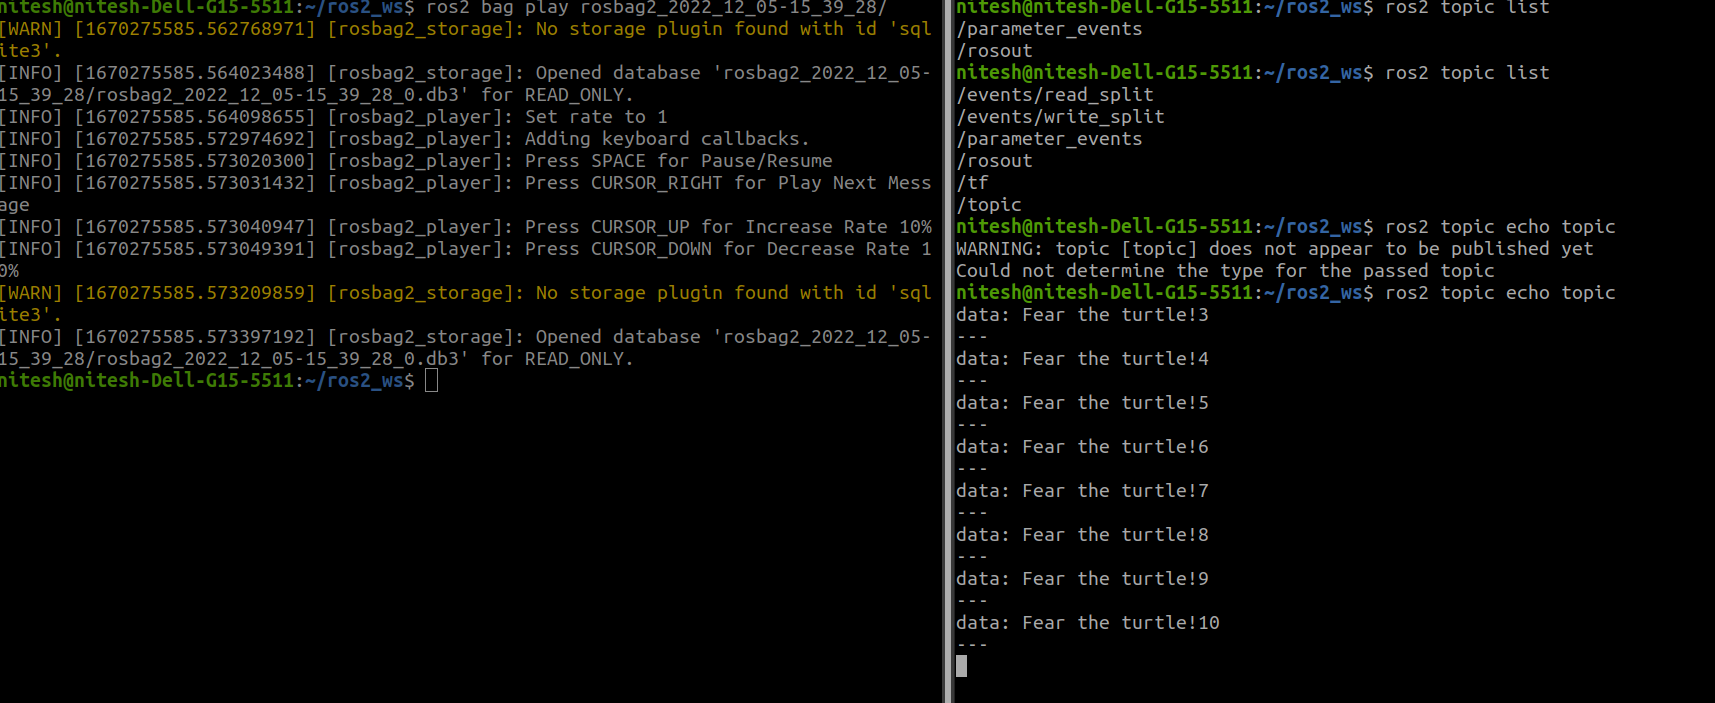 nitesh@nitesh-Dell-G15-5511:~/ros2_ws$ ros2 bag play rosbag2_2022_12_05-15_39_28/
[WARN] [1670275585.562768971] [rosbag2_storage]: No storage plugin found with id 'sql
ite3'.
[INFO] [1670275585.564023488] [rosbag2_storage]: Opened database 'rosbag2_2022_12_05-
15_39_28/rosbag2_2022_12_05-15_39_28_0.db3' for READ_ONLY.
[INFO] [1670275585.564098655] [rosbag2_player]: Set rate to 1
[INFO] [1670275585.572974692] [rosbag2_player]: Adding keyboard callbacks.
[INFO] [1670275585.573020300] [rosbag2_player]: Press SPACE for Pause/Resume
[INFO] [1670275585.573031432] [rosbag2_player]: Press CURSOR_RIGHT for Play Next Mess
age
[INFO] [1670275585.573040947] [rosbag2_player]: Press CURSOR_UP for Increase Rate 10%
[INFO] [1670275585.573049391] [rosbag2_player]: Press CURSOR_DOWN for Decrease Rate 1
0%
[WARN] [1670275585.573209859] [rosbag2_storage]: No storage plugin found with id 'sql
ite3'.
[INFO] [1670275585.573397192] [rosbag2_storage]: Opened database 'rosbag2_2022_12_05-
15_39_28/rosbag2_2022_12_05-15_39_28_0.db3' for READ_ONLY.
nitesh@nitesh-Dell-G15-5511:~/ros2_ws$
nitesh@nitesh-Dell-G15-5511:~/ros2_ws$ ros2 topic list
/parameter_events
/rosout
nitesh@nitesh-Dell-G15-5511:~/ros2_ws$ ros2 topic list
/events/read_split
/events/write_split
/parameter_events
/rosout
/tf
/topic
nitesh@nitesh-Dell-G15-5511:~/ros2_ws$ ros2 topic echo topic
WARNING: topic [topic] does not appear to be published yet
Could not determine the type for the passed topic
nitesh@nitesh-Dell-G15-5511:~/ros2_ws$ ros2 topic echo topic
data: Fear the turtle!3
---
data: Fear the turtle!4
---
data: Fear the turtle!5
---
data: Fear the turtle!6
---
data: Fear the turtle!7
---
data: Fear the turtle!8
---
data: Fear the turtle!9
---
data: Fear the turtle!10
---